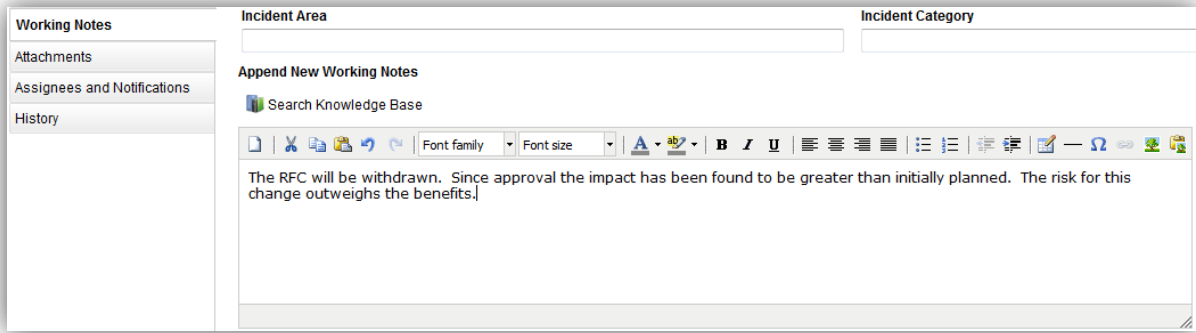 Working Notes
Attachments
Assignees and Notifications
History
Incident Area
Incident Category
Append New Working Notes
Search Knowledge Base
Font family Font size A ab B I U Ω
The RFC will be withdrawn.  Since approval the impact has been found to be greater than initially planned.  The risk for this
change outweighs the benefits.